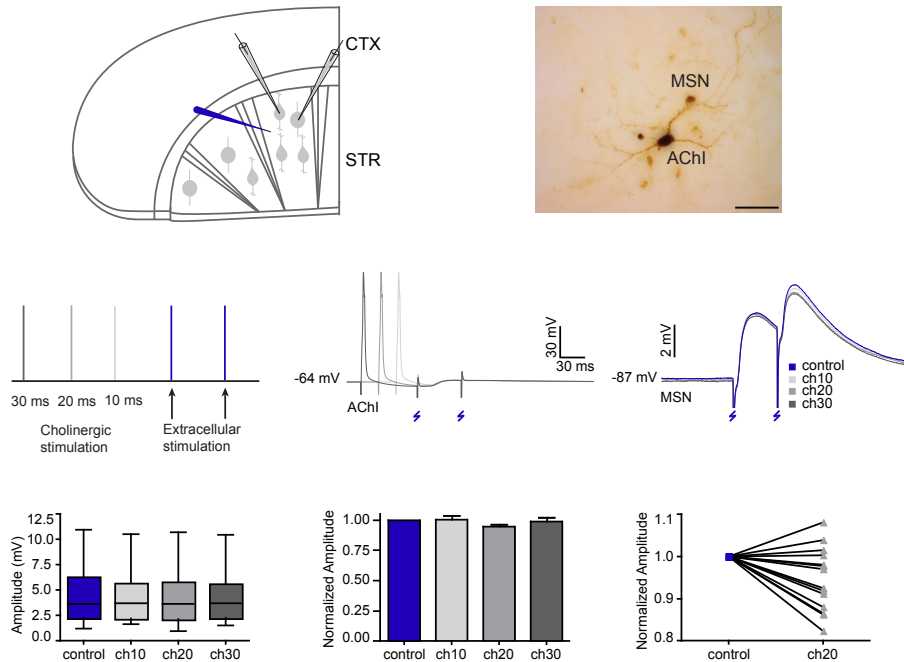 CTX
STR
MSN
AChI
30 ms
20 ms
10 ms
Cholinergic
stimulation
Extracellular
stimulation
-64 mV
AChI
30 mV
30 ms
2 mV
-87 mV
MSN
control
ch10
ch20
ch30
Amplitude (mV)
12.5
10.0
7.5
5.0
2.5
0.0
control
ch10
ch20
ch30
Normalized Amplitude
1.00
0.75
0.50
0.25
0.00
control
ch10
ch20
ch30
Normalized Amplitude
1.1
1.0
0.9
0.8
control
ch20